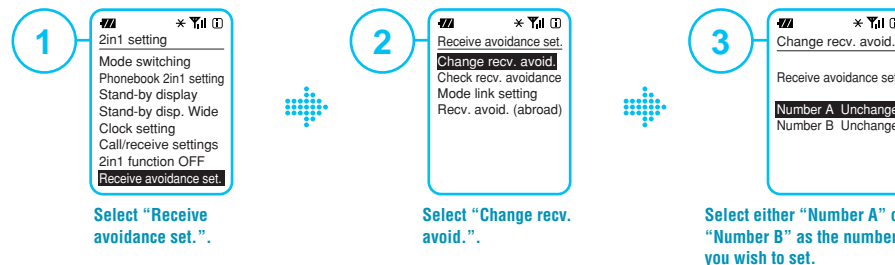 1
2in1 setting
Mode switching
Phonebook 2in1 setting
Stand-by display
Stand-by disp. Wide
Clock setting
Call/receive settings
2in1 function OFF
Receive avoidance set.
Select “Receive
avoidance set.”.
2
Receive avoidance set.
Change recv. avoid.
Check recv. avoidance
Mode link setting
Recv. avoid. (abroad)
Select “Change recv.
avoid.”.
3
Change recv. avoid.
Receive avoidance se
Number A Unchange
Number B Unchange
Select either “Number A”
“Number B” as the number
you wish to set.